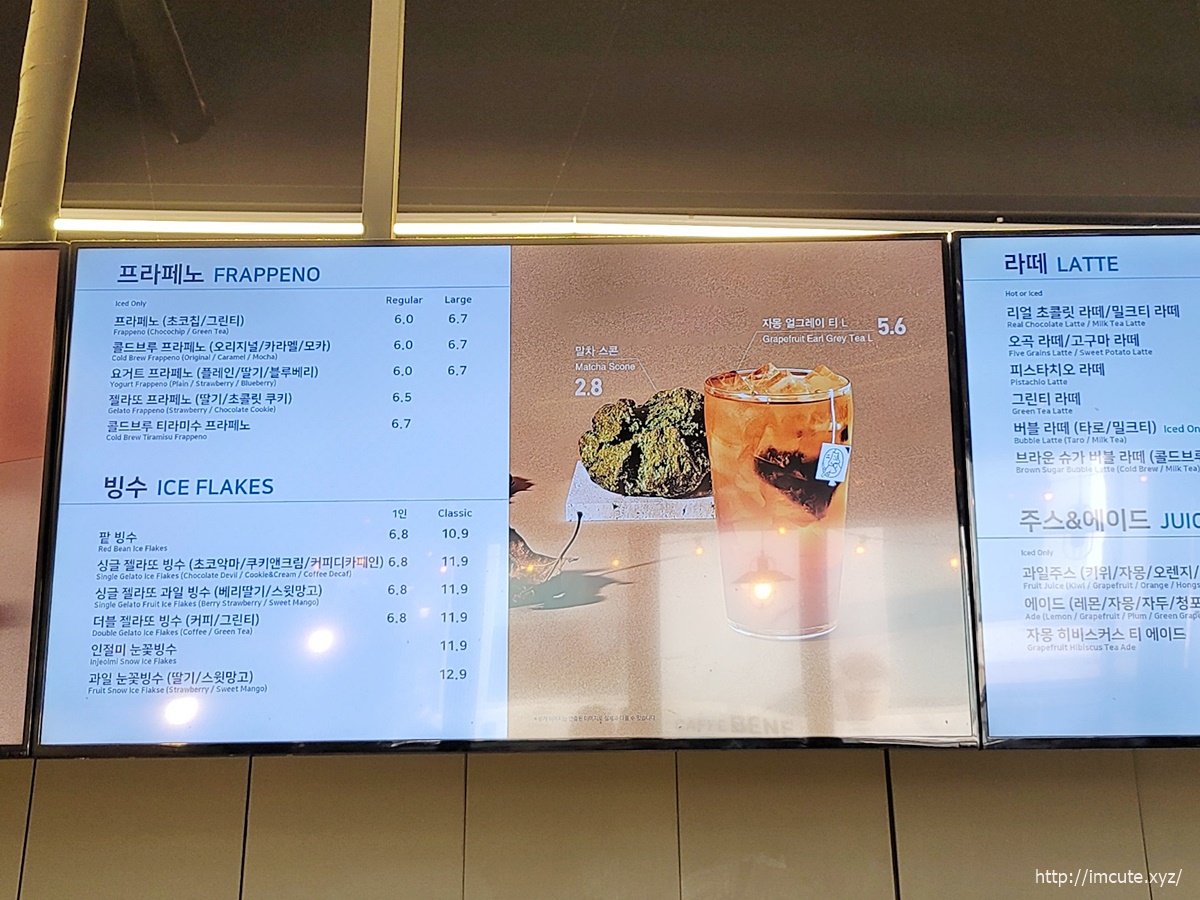 프라페노 FRAPPENO
Iced Only Regular Large
프라페노 (초코칩/그린티) 6.0 6.7
Frappeno (Chocochip / Green Tea)
콜드브루 프라페노 (오리지널/카라멜/모카) 6.0 6.7
Cold Brew Frappeno (Original / Caramel / Mocha)
요거트 프라페노 (플레인/딸기/블루베리) 6.0 6.7
Yogurt Frappeno (Plain / Strawberry / Blueberry)
젤라또 프라페노 (딸기/초콜릿 쿠키) 6.5
Gelato Frappeno (Strawberry / Chocolate Cookie)
콜드브루 티라미수 프라페노 6.7
Cold Brew Tiramisu Frappeno
빙수 ICE FLAKES
1인 Classic
팥 빙수 6.8 10.9
Red Bean Ice Flakes
싱글 젤라또 빙수 (초코악마/쿠키앤크림/커피디카페인) 6.8 11.9
Single Gelato Ice Flakes (Chocolate Devil / Cookie&Cream / Coffee Decaf)
싱글 젤라또 과일 빙수 (베리딸기/스윗망고) 6.8 11.9
Single Gelato Fruit Ice Flakes (Berry Strawberry / Sweet Mango)
더블 젤라또 빙수 (커피/그린티) 6.8 11.9
Double Gelato Ice Flakes (Coffee / Green Tea)
인절미 눈꽃빙수 11.9
Injeolmi Snow Ice Flakes
과일 눈꽃빙수 (딸기/스윗망고) 12.9
Fruit Snow Ice Flakse (Strawberry / Sweet Mango)
말차 스콘
Matcha Scone
2.8
자몽 얼그레이 티 L 5.6
Grapefruit Earl Grey Tea L
라떼 LATTE
Hot or Iced
리얼 초콜릿 라떼/밀크티 라떼
Real Chocolate Latte / Milk Tea Latte
오곡 라떼/고구마 라떼
Five Grains Latte / Sweet Potato Latte
피스타치오 라떼
Pistachio Latte
그린티 라떼
Green Tea Latte
버블 라떼 (타로/밀크티) Iced On
Bubble Latte (Taro / Milk Tea)
브라운 슈가 버블 라떼 (콜드브루
Brown Sugar Bubble Latte (Cold Brew / Milk Tea)
주스&에이드 JUIC
Iced Only
과일주스 (키위/자몽/오렌지/
Fruit Juice (Kiwi / Grapefruit / Orange / Hongs
에이드 (레몬/자몽/자두/청포
Ade (Lemon / Grapefruit / Plum / Green Grape
자몽 히비스커스 티 에이드
Grapefruit Hibiscus Tea Ade
http://imcute.xyz/